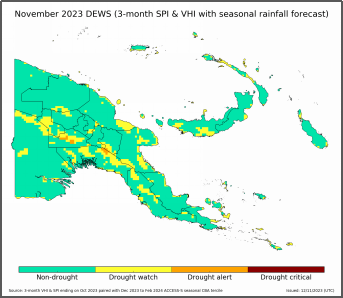 November 2023 DEWS (3-month SPI & VHI with seasonal rainfall forecast)
Non-drought Drought watch Drought alert Drought critical
Source: 3-month VHI & SPI ending on Oct 2023 paired with Dec 2023 to Feb 2024 ACCESS-S seasonal OBA tercile Issued: 12/11/2023 (UTC)